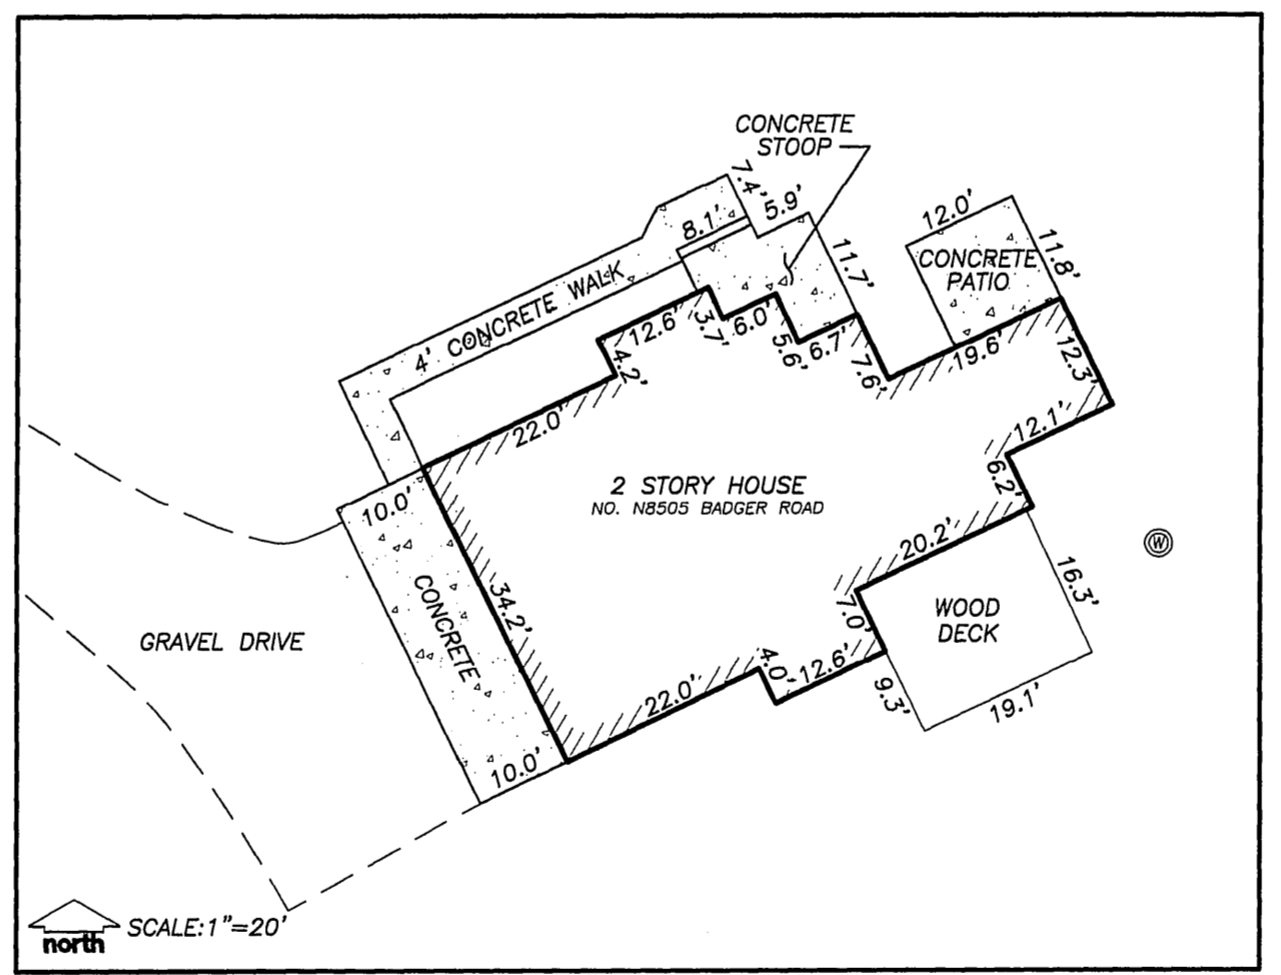 CONCRETE
STOOP
7.4'
5.9'
8.1'
12.0'
11.7'
11.8'
CONCRETE
PATIO
4' CONCRETE WALK
12.6'
3.7'
6.0'
5.6'
6.7'
7.6'
19.6'
12.3'
4.2'
22.0'
12.1'
6.2'
2 STORY HOUSE
NO. N8505 BADGER ROAD
10.0'
20.2'
W
16.3'
34.2'
CONCRETE
7.0'
WOOD
DECK
GRAVEL DRIVE
4.0'
12.6'
22.0'
9.3'
19.1'
10.0'
SCALE: 1"=20'
north